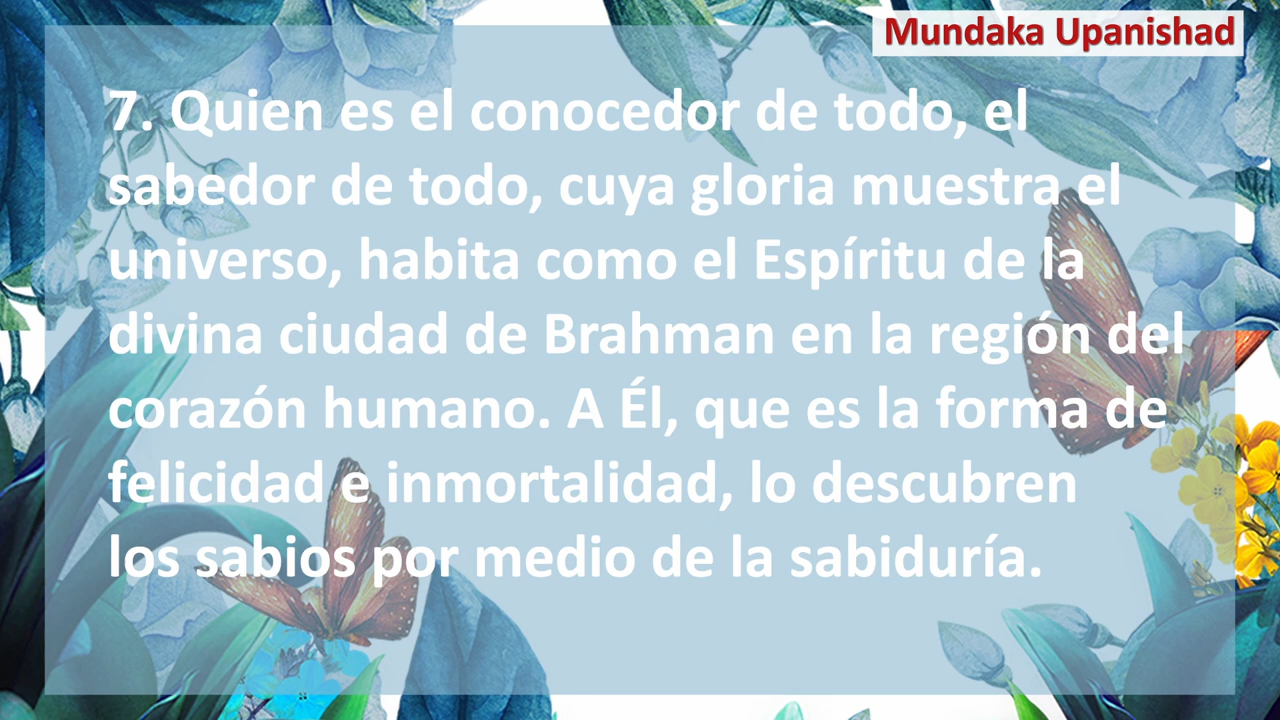 Mundaka Upanishad
7. Quien es el conocedor de todo, el
sabedor de todo, cuya gloria muestra el
universo, habita como el Espíritu de la
divina ciudad de Brahman en la región del
corazón humano. A Él, que es la forma de
felicidad e inmortalidad, lo descubren
los sabios por medio de la sabiduría.